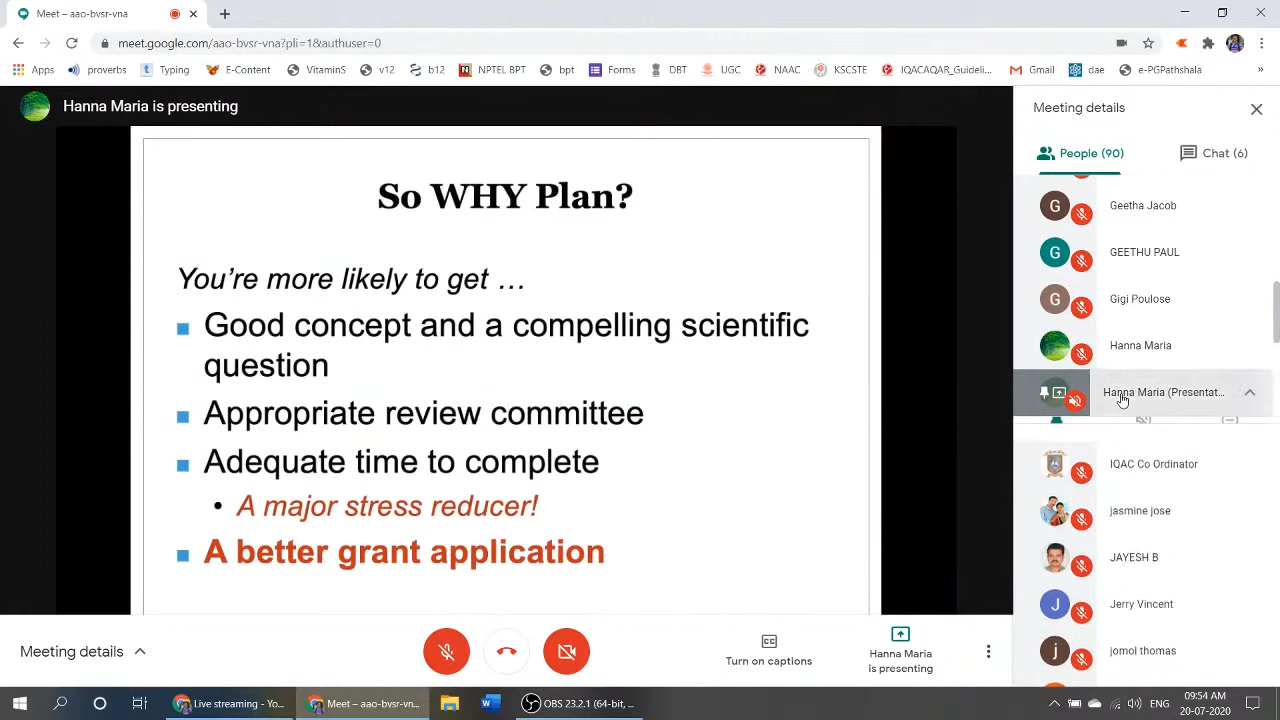 Meet – aao-bvsr-vna
meet.google.com/aao-bvsr-vna?pli=1&authuser=0
Apps proverbs Typing E-Content VitaminS v12 b12 NPTEL BPT bpt Forms DBT UGC NAAC KSCSTE IQACAQAR_Guideli... Gmail dae e-PGPathshala »
Hanna Maria is presenting
So WHY Plan?
You're more likely to get …
Good concept and a compelling scientific
question
Appropriate review committee
Adequate time to complete
• A major stress reducer!
A better grant application
Meeting details
People (90) Chat (6)
G Geetha Jacob
G GEETHU PAUL
G Gigi Poulose
Hanna Maria
Hanna Maria (Presentat...
IQAC Co Ordinator
jasmine jose
JAYESH B
J Jerry Vincent
j jomol thomas
Meeting details
Turn on captions
Hanna Maria
is presenting
Live streaming - Yo...
Meet – aao-bvsr-vn...
OBS 23.2.1 (64-bit, ...
ENG
09:54 AM
20-07-2020